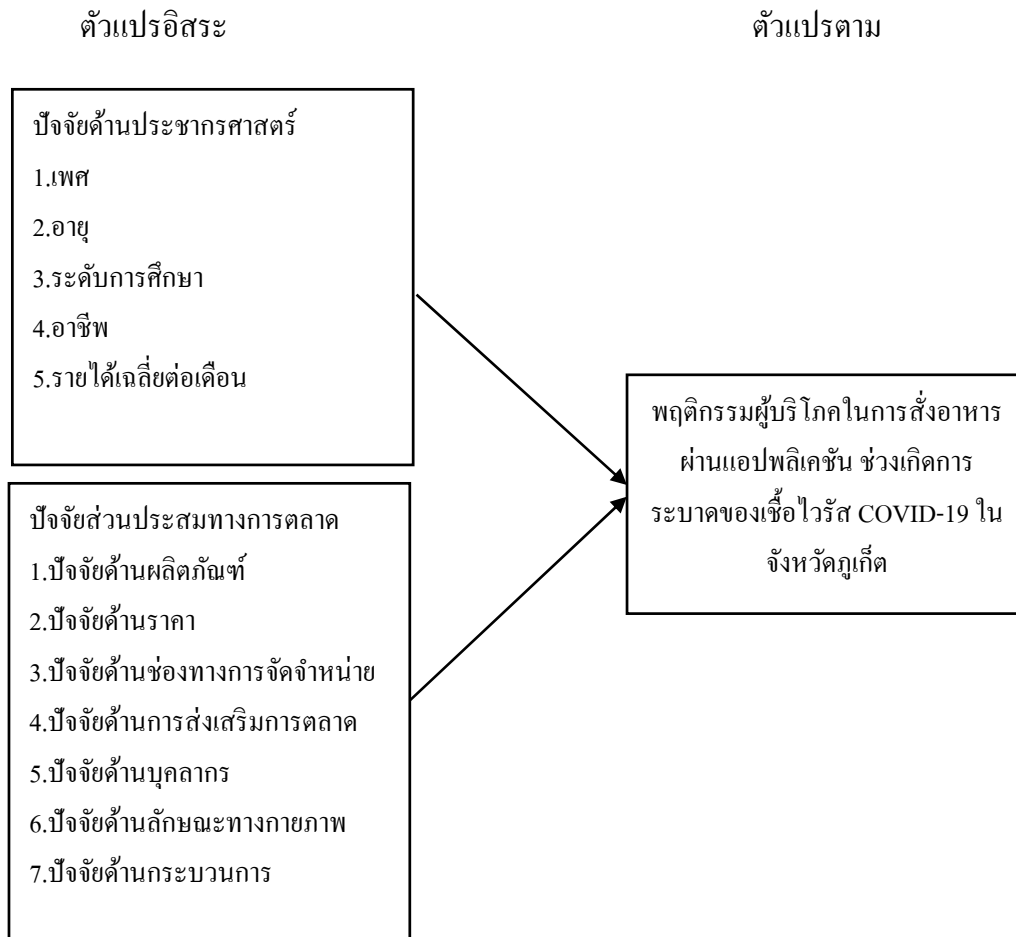 ตัวแปรอิสระ
ตัวแปรตาม
ปัจจัยด้านประชากรศาสตร์
1.เพศ
2.อายุ
3.ระดับการศึกษา
4.อาชีพ
5.รายได้เฉลี่ยต่อเดือน
ปัจจัยส่วนประสมทางการตลาด
1.ปัจจัยด้านผลิตภัณฑ์
2.ปัจจัยด้านราคา
3.ปัจจัยด้านช่องทางการจัดจำหน่าย
4.ปัจจัยด้านการส่งเสริมการตลาด
5.ปัจจัยด้านบุคลากร
6.ปัจจัยด้านลักษณะทางกายภาพ
7.ปัจจัยด้านกระบวนการ
พฤติกรรมผู้บริโภคในการสั่งอาหาร
ผ่านแอปพลิเคชัน ช่วงเกิดการ
ระบาดของเชื้อไวรัส COVID-19 ใน
จังหวัดภูเก็ต